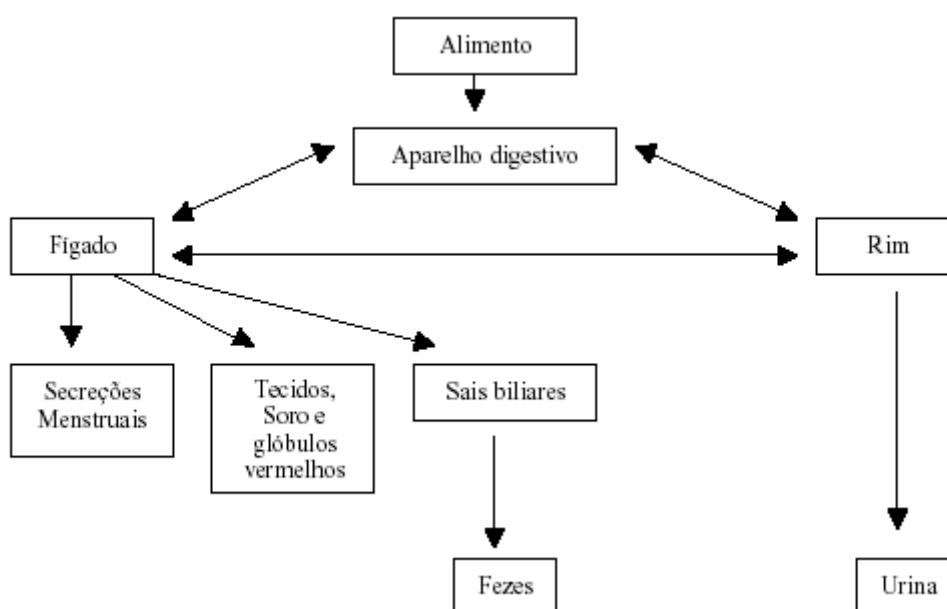 Alimento
Aparelho digestivo
Fígado
Rim
Secreções
Menstruais
Tecidos,
Soro e
glóbulos
vermelhos
Sais biliares
Fezes
Urina